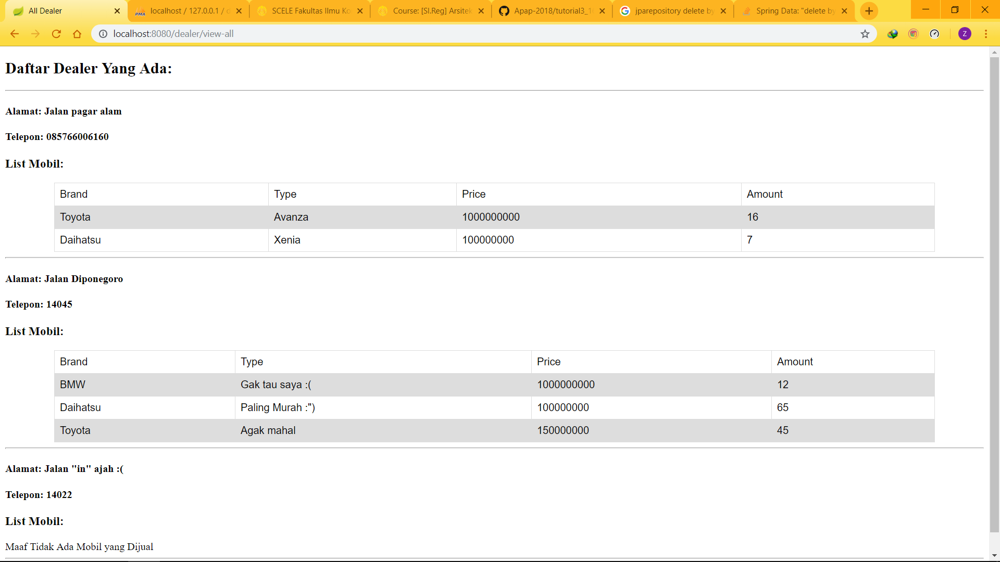 All Dealer
localhost / 127.0.0.1 / d
SCELE Fakultas Ilmu Ko
Course: [SI.Reg] Arsitek
Apap-2018/tutorial3_1
jparepository delete by
Spring Data: "delete by
localhost:8080/dealer/view-all
Z
Daftar Dealer Yang Ada:
Alamat: Jalan pagar alam
Telepon: 085766006160
List Mobil:
Brand Type Price Amount
Toyota Avanza 1000000000 16
Daihatsu Xenia 100000000 7
Alamat: Jalan Diponegoro
Telepon: 14045
List Mobil:
Brand Type Price Amount
BMW Gak tau saya :( 1000000000 12
Daihatsu Paling Murah :") 100000000 65
Toyota Agak mahal 150000000 45
Alamat: Jalan "in" ajah :(
Telepon: 14022
List Mobil:
Maaf Tidak Ada Mobil yang Dijual